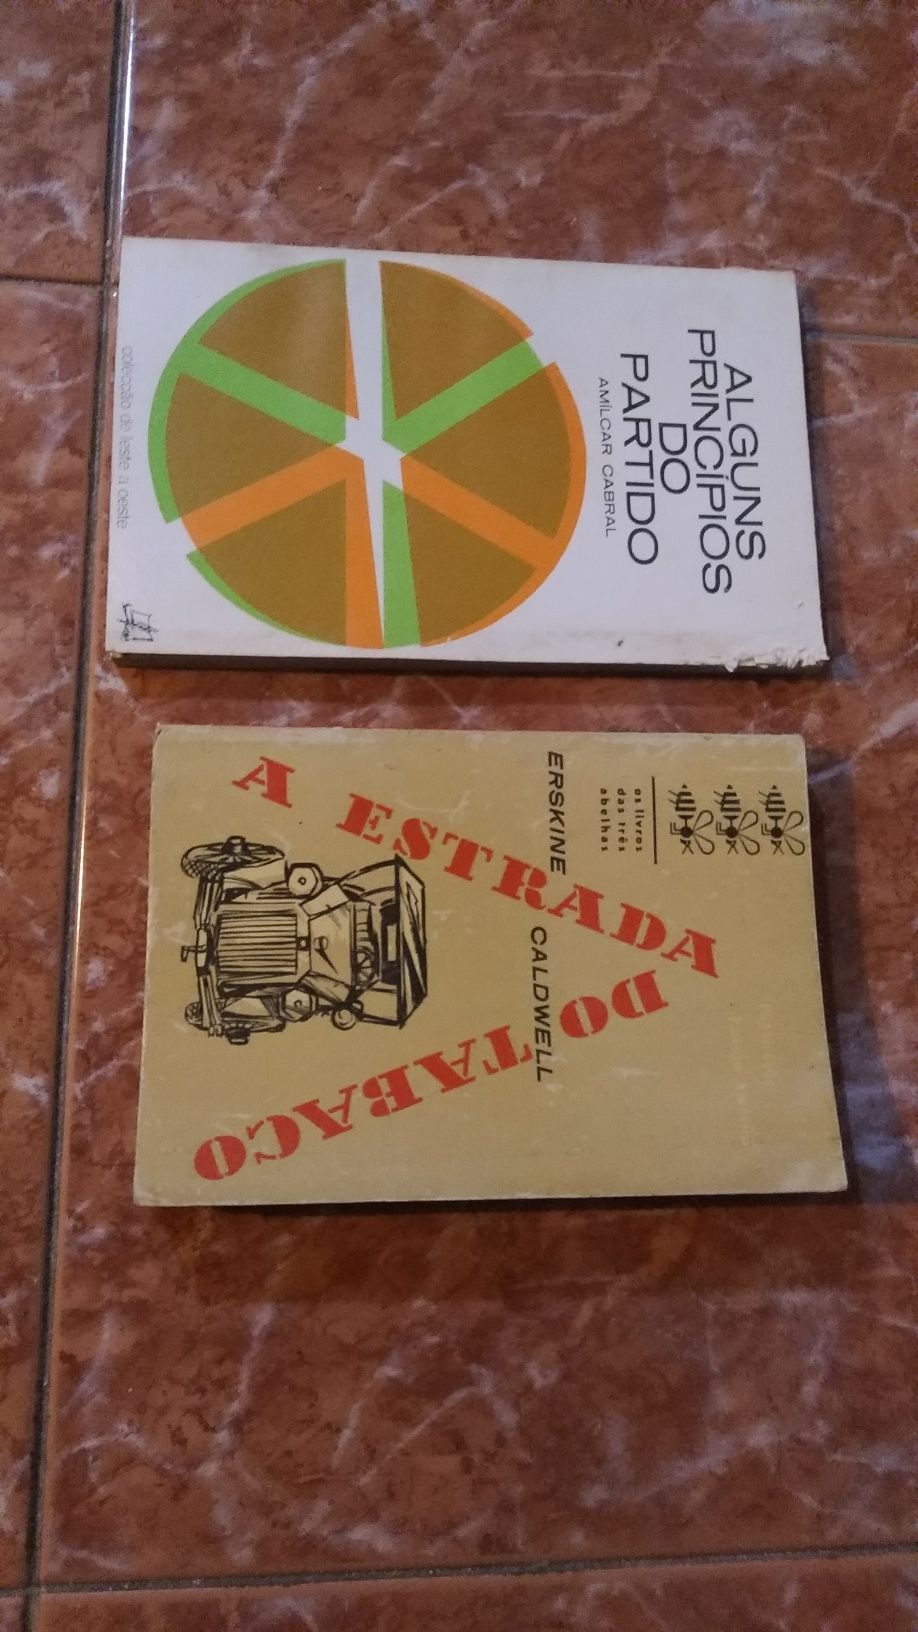 ALGUNS
PRINCÍPIOS
DO
PARTIDO
AMÍLCAR CABRAL
colecção de leste a oeste
os livros
das três
abelhas
ERSKINE CALDWELL
A ESTRADA
DO TABACO